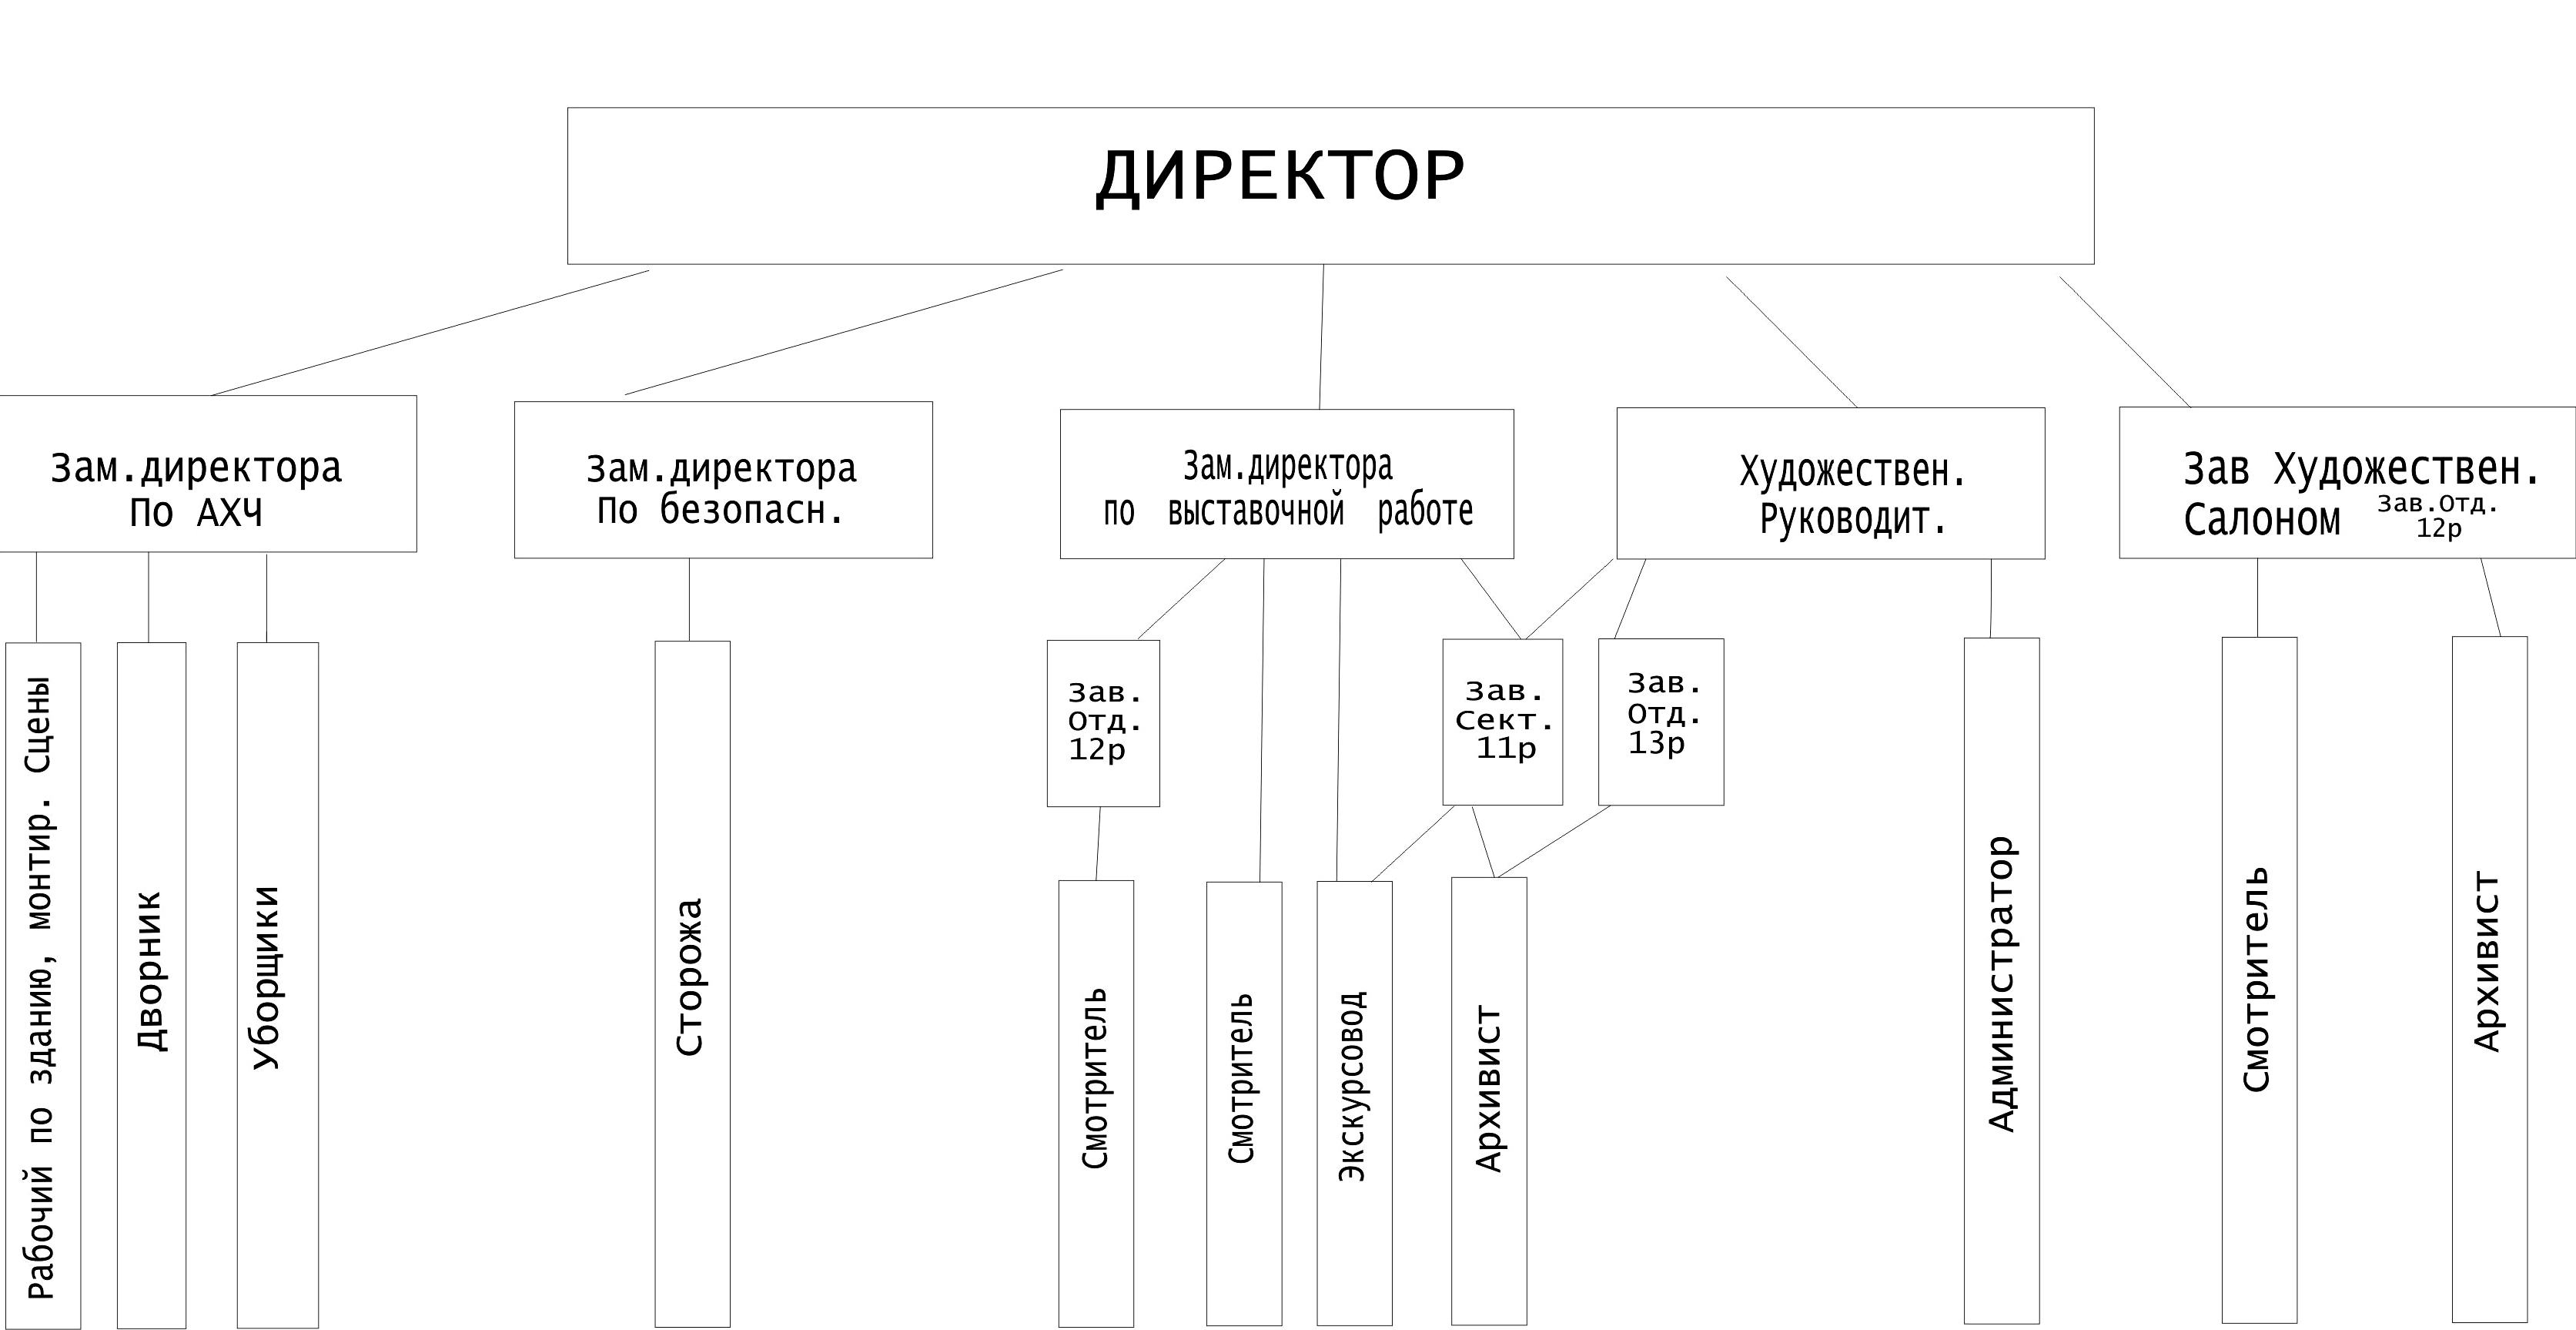 ДИРЕКТОР
Зам.директора
По АХЧ
Зам.директора
По безопасн.
Зам.директора
по выставочной работе
Художествен.
Руководит.
Зав Художествен.
Салоном
Зав.Отд.
12р
Зав.
Отд.
12р
Зав.
Сект.
11р
Зав.
Отд.
13р
Рабочий по зданию, монтир. Сцены
Дворник
Уборщики
Сторожа
Смотритель
Смотритель
Экскурсовод
Архивист
Администратор
Смотритель
Архивист